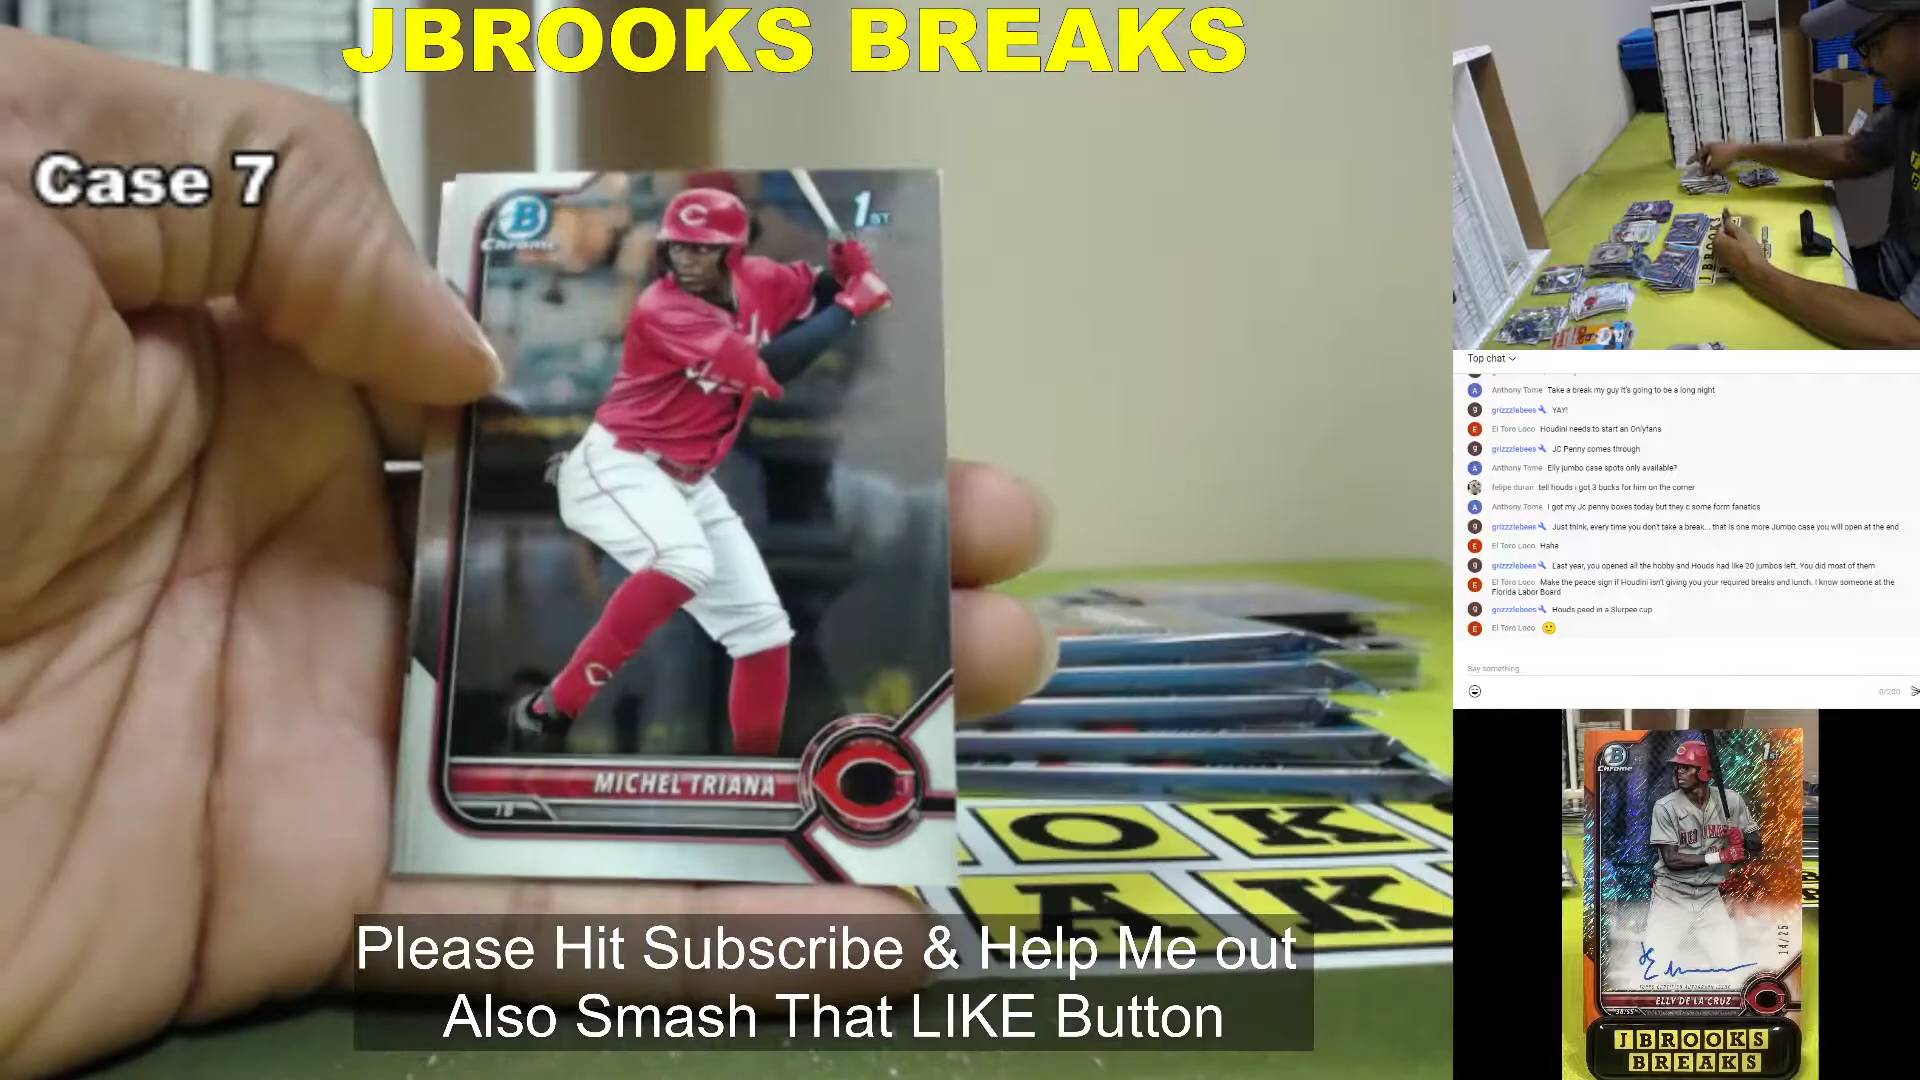 JBROOKS BREAKS
Case 7
B
Chrome
1ST
C
MICHEL TRIANA
1B
O K
A K
Please Hit Subscribe & Help Me out
Also Smash That LIKE Button
JBROOKS
Top chat
A Anthony Tome Take a break my guy it's going to be a long night
g grizzzlebees YAY!
E El Toro Loco Houdini needs to start an Onlyfans
g grizzzlebees JC Penny comes through
A Anthony Tome Elly jumbo case spots only available?
felipe duran tell houds i got 3 bucks for him on the corner
A Anthony Tome I got my Jc penny boxes today but they c some form fanatics
g grizzzlebees Just think, every time you don't take a break... that is one more Jumbo case you will open at the end
E El Toro Loco Haha
g grizzzlebees Last year, you opened all the hobby and Houds had like 20 jumbos left. You did most of them
E El Toro Loco Make the peace sign if Houdini isn't giving you your required breaks and lunch. I know someone at the
Florida Labor Board
g grizzzlebees Houds peed in a Slurpee cup
E El Toro Loco 🙂
Say something
0/200
B
Chrome
1ST
14/25
ELLY DE LA CRUZ
3B/SS
JBROOKS
BREAKS